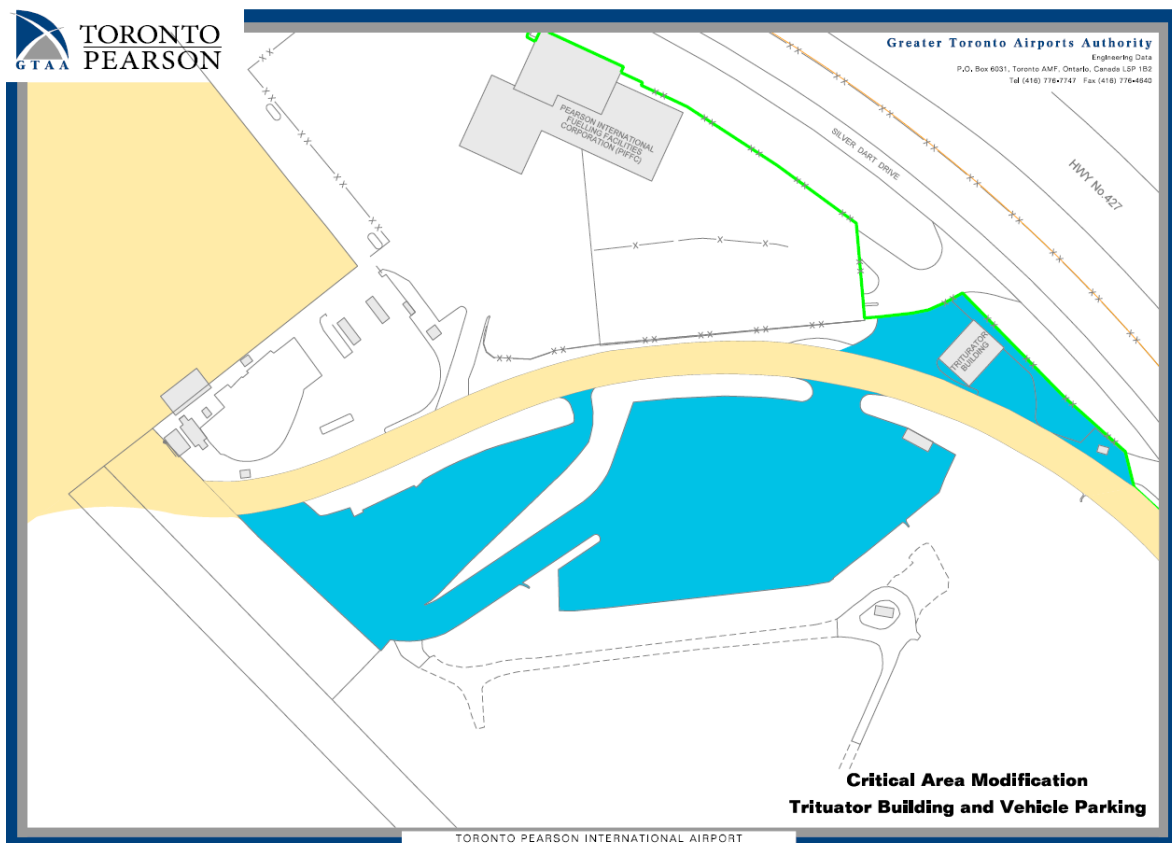 TORONTO
PEARSON
GTAA
Greater Toronto Airports Authority
Engineering Data
P.O. Box 6031, Toronto AMF, Ontario, Canada L5P 1B2
Tel (416) 776-7747 Fax (416) 776-4640
PEARSON INTERNATIONAL
FUELLING FACILITIES
CORPORATION (PIFFC)
SILVER DART DRIVE
HWY No.427
TRITURATOR
BUILDING
Critical Area Modification
Trituator Building and Vehicle Parking
TORONTO PEARSON INTERNATIONAL AIRPORT